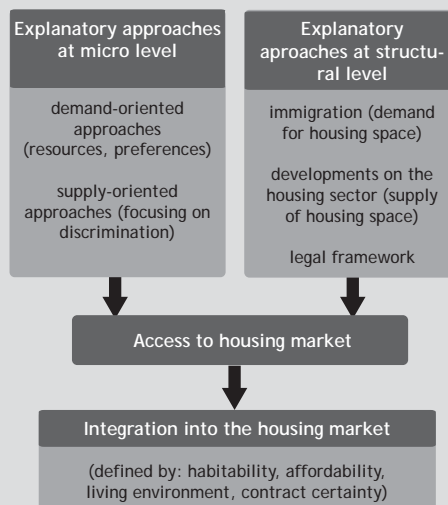 Explanatory approaches
at micro level
demand-oriented
approaches
(resources, preferences)
supply-oriented
approaches (focusing on
discrimination)
Explanatory
aproaches at structu-
ral level
immigration (demand
for housing space)
developments on the
housing sector (supply
of housing space)
legal framework
Access to housing market
Integration into the housing market
(defined by: habitability, affordability,
living environment, contract certainty)